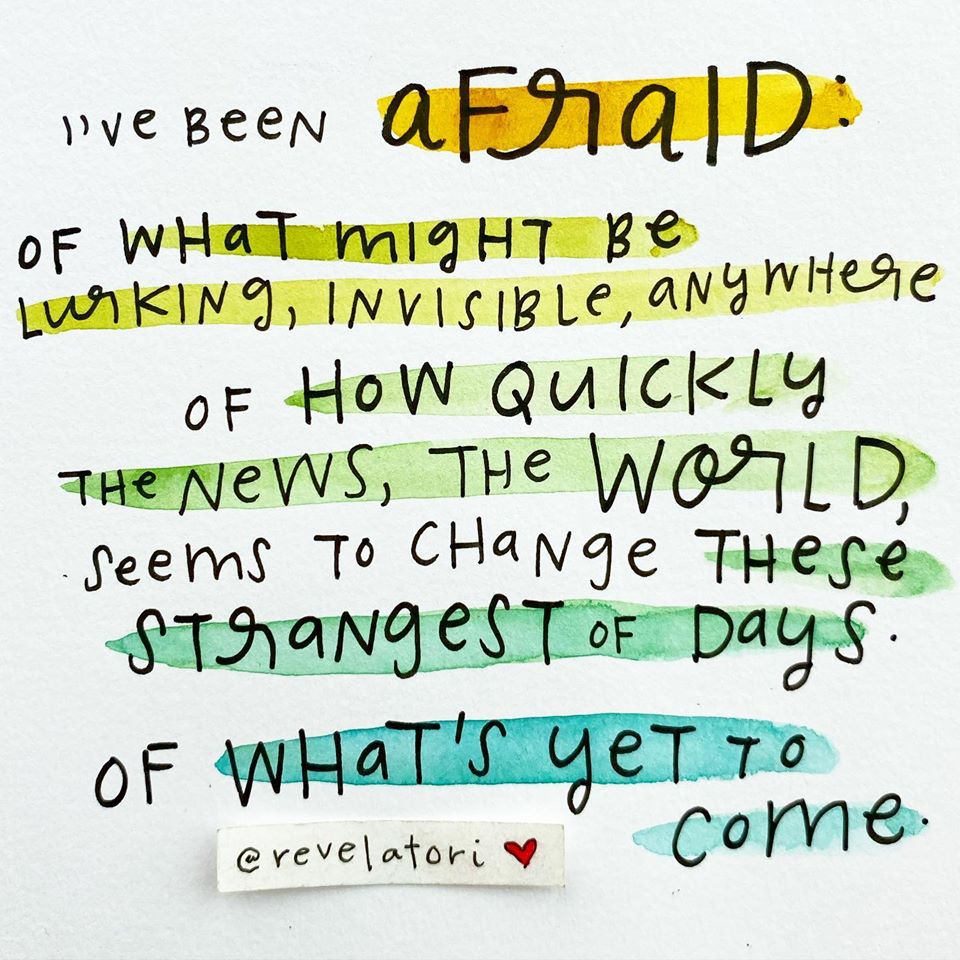 I've Been afraID:
OF WHaT mIgHT Be
LurKINg, INVISIBLe, aNyWHere
OF HoW QuICKLy
THe NeWS, THe WorLD,
Seems To CHaNge THese
STraNgeST OF Days.
OF WHaT's yeT To
Come.
@revelatori ♥